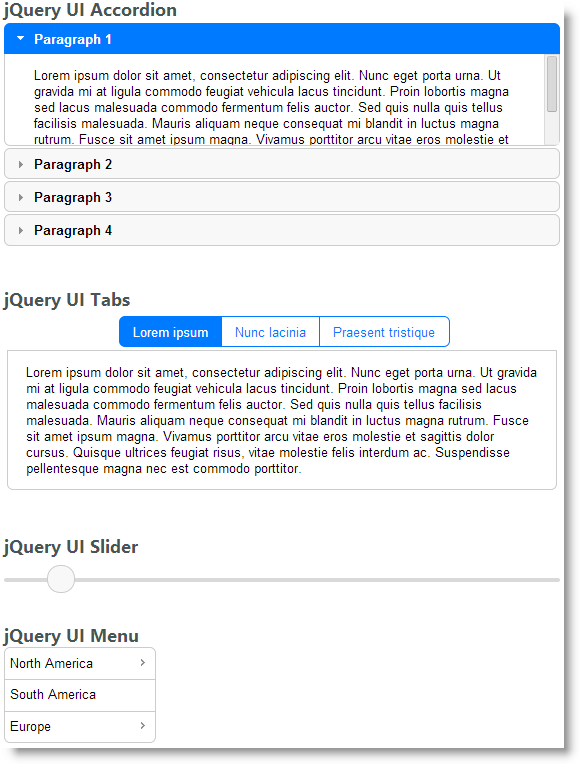 jQuery UI Accordion
Paragraph 1
Lorem ipsum dolor sit amet, consectetur adipiscing elit. Nunc eget porta urna. Ut
gravida mi at ligula commodo feugiat vehicula lacus tincidunt. Proin lobortis magna
sed lacus malesuada commodo fermentum felis auctor. Sed quis nulla quis tellus
facilisis malesuada. Mauris aliquam neque consequat mi blandit in luctus magna
rutrum. Fusce sit amet ipsum magna. Vivamus porttitor arcu vitae eros molestie et
Paragraph 2
Paragraph 3
Paragraph 4
jQuery UI Tabs
Lorem ipsum Nunc lacinia Praesent tristique
Lorem ipsum dolor sit amet, consectetur adipiscing elit. Nunc eget porta urna. Ut gravida
mi at ligula commodo feugiat vehicula lacus tincidunt. Proin lobortis magna sed lacus
malesuada commodo fermentum felis auctor. Sed quis nulla quis tellus facilisis
malesuada. Mauris aliquam neque consequat mi blandit in luctus magna rutrum. Fusce
sit amet ipsum magna. Vivamus porttitor arcu vitae eros molestie et sagittis dolor
cursus. Quisque ultrices feugiat risus, vitae molestie felis interdum ac. Suspendisse
pellentesque magna nec est commodo porttitor.
jQuery UI Slider
jQuery UI Menu
North America
South America
Europe